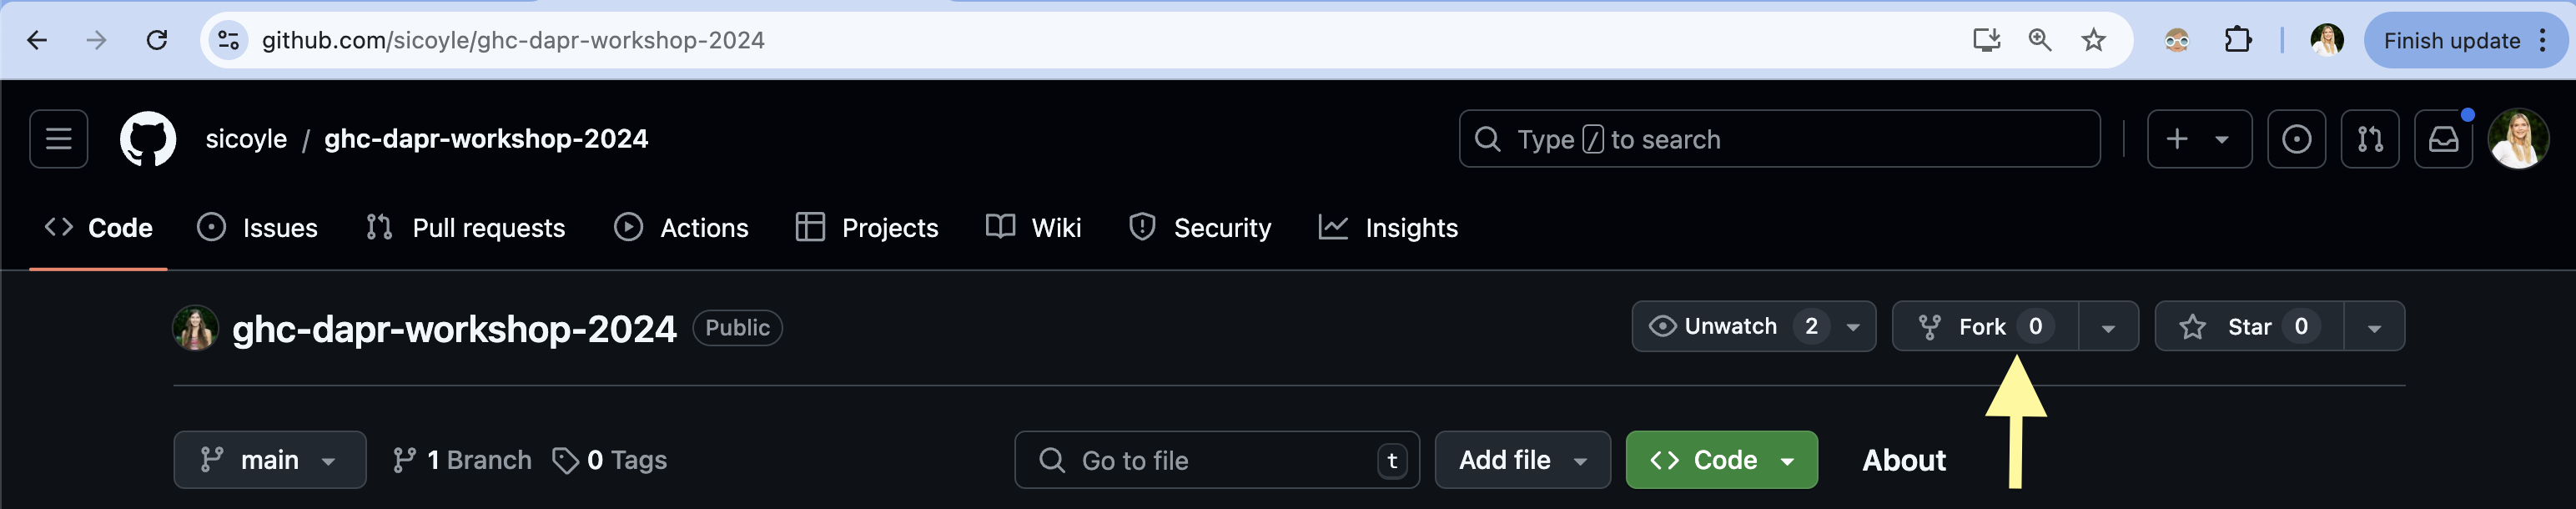 github.com/sicoyle/ghc-dapr-workshop-2024 Finish update
sicoyle / ghc-dapr-workshop-2024 Type / to search
Code Issues Pull requests Actions Projects Wiki Security Insights
ghc-dapr-workshop-2024 Public Unwatch 2 Fork 0 Star 0
main 1 Branch 0 Tags Go to file t Add file Code About